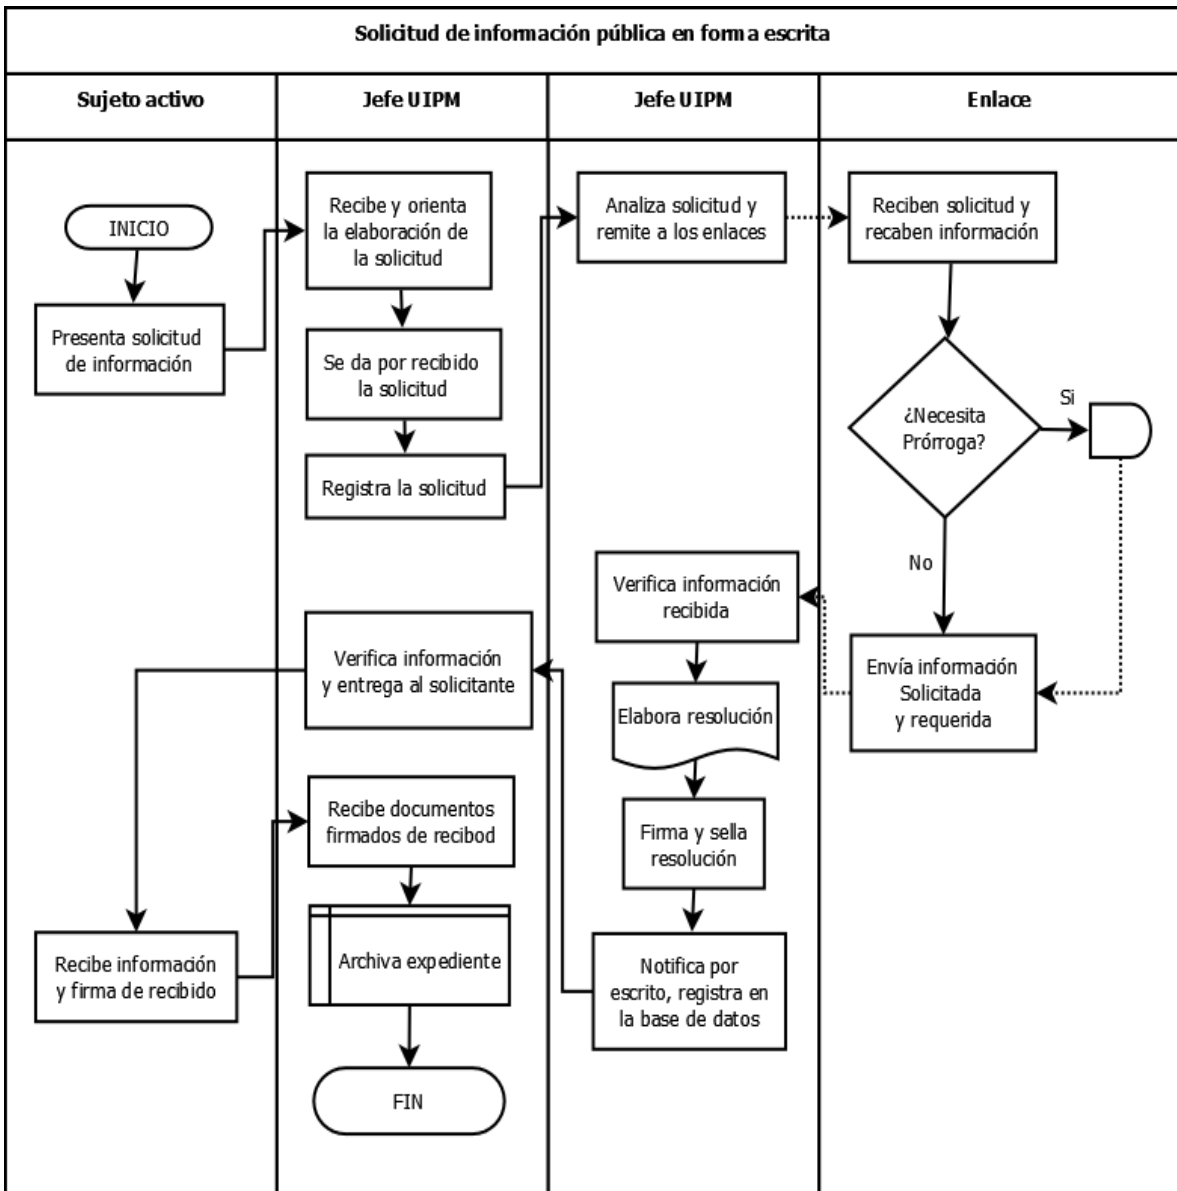 Solicitud de información pública en forma escrita
Sujeto activo
Jefe UIPM
Jefe UIPM
Enlace
INICIO
Presenta solicitud
de información
Recibe y orienta
la elaboración de
la solicitud
Se da por recibido
la solicitud
Registra la solicitud
Analiza solicitud y
remite a los enlaces
Reciben solicitud y
recaben información
¿Necesita
Prórroga?
Si
No
Envía información
Solicitada
y requerida
Verifica información
recibida
Elabora resolución
Firma y sella
resolución
Notifica por
escrito, registra en
la base de datos
Verifica información
y entrega al solicitante
Recibe información
y firma de recibido
Recibe documentos
firmados de recibod
Archiva expediente
FIN